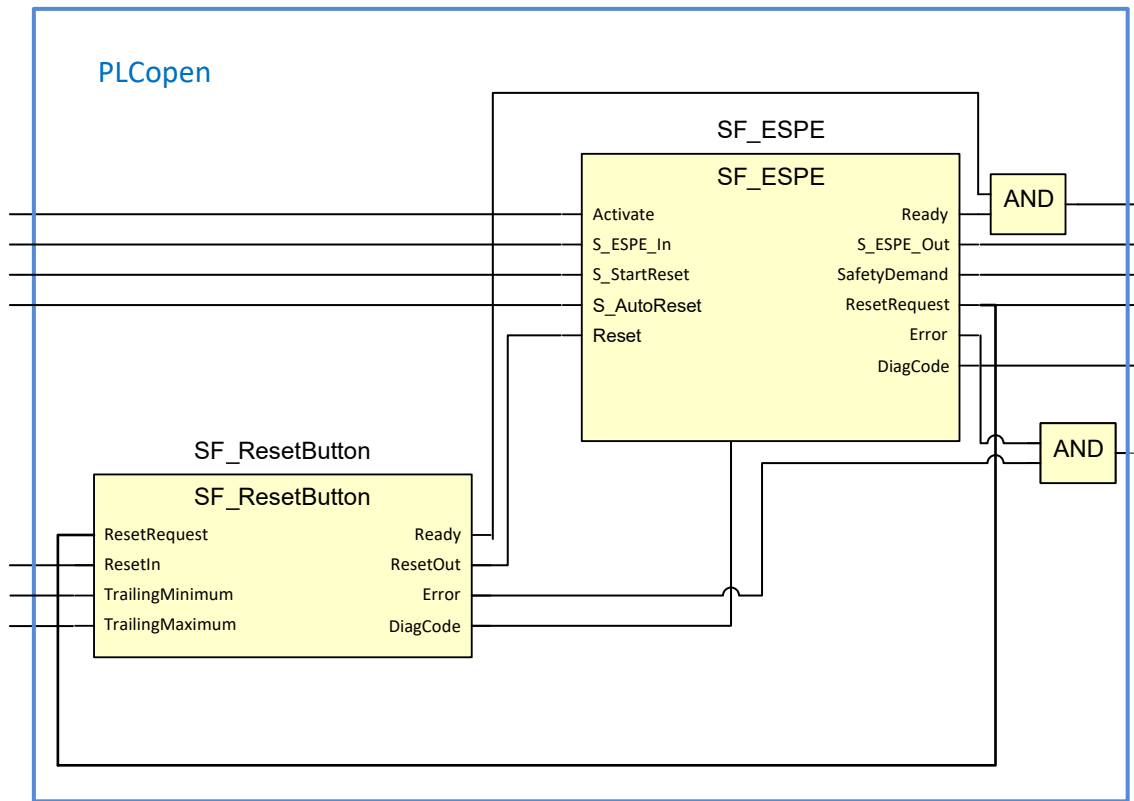 PLCopen
SF_ESPE
SF_ESPE
AND
Activate
Ready
S_ESPE_In
S_ESPE_Out
S_StartReset
SafetyDemand
S_AutoReset
ResetRequest
Reset
Error
DiagCode
AND
SF_ResetButton
SF_ResetButton
ResetRequest
Ready
ResetIn
ResetOut
TrailingMinimum
Error
TrailingMaximum
DiagCode